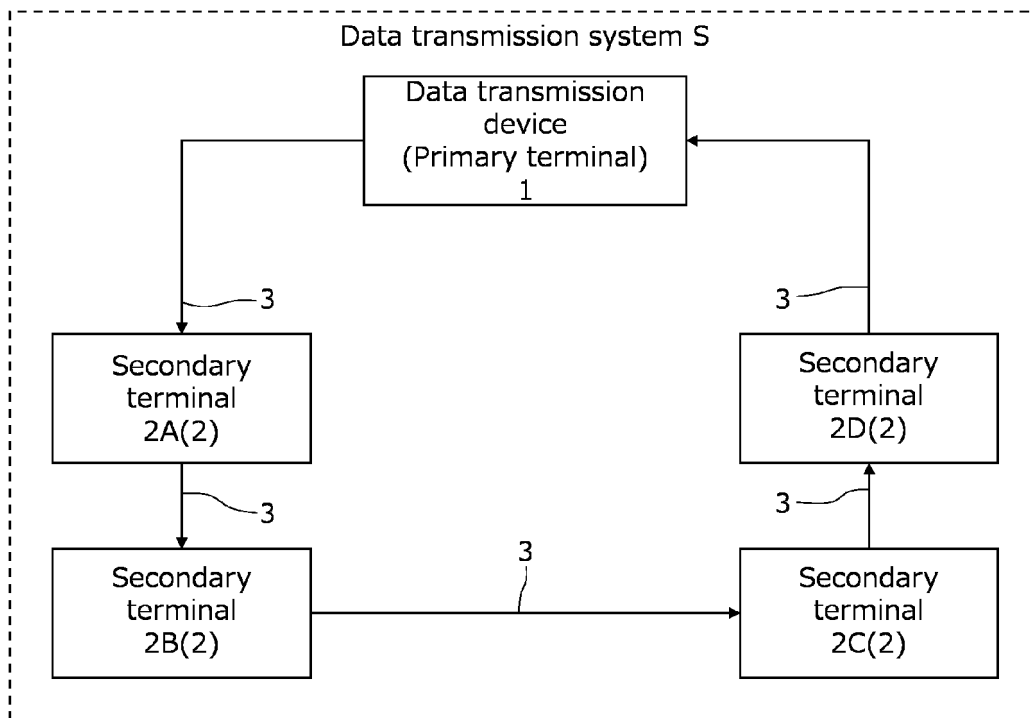 Data transmission system S
Data transmission
device
(Primary terminal)
1
3
3
Secondary
terminal
2A(2)
Secondary
terminal
2D(2)
3
3
3
Secondary
terminal
2B(2)
Secondary
terminal
2C(2)